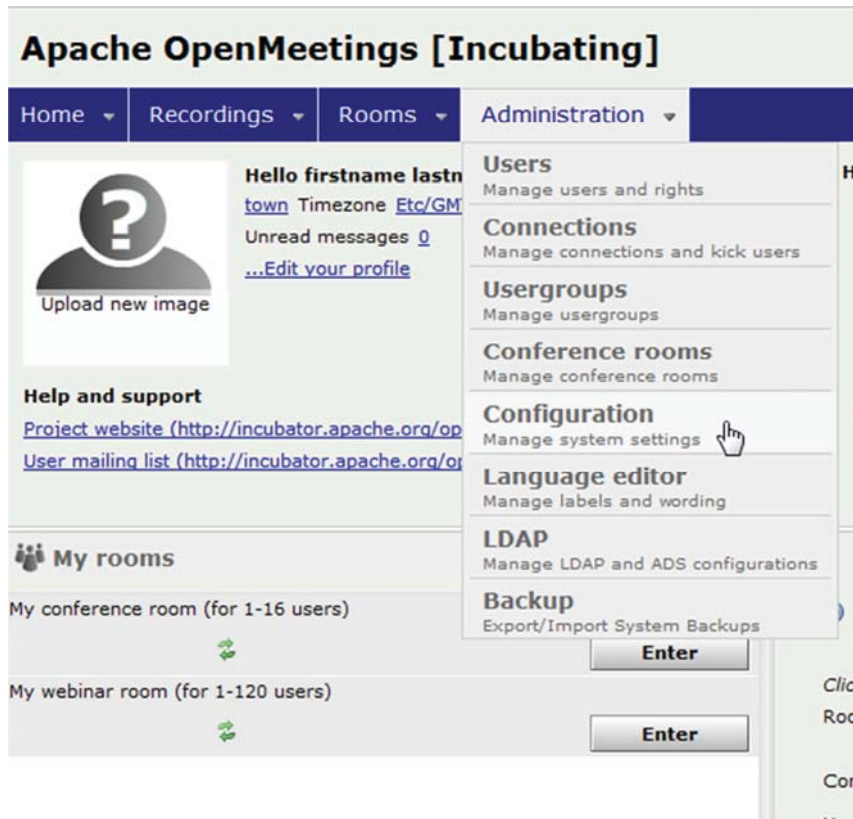 Apache OpenMeetings [Incubating]
Home Recordings Rooms Administration
Hello firstname lastn
town Timezone Etc/GM
Unread messages 0
...Edit your profile
Upload new image
Help and support
Project website (http://incubator.apache.org/op
User mailing list (http://incubator.apache.org/op
Users
Manage users and rights
Connections
Manage connections and kick users
Usergroups
Manage usergroups
Conference rooms
Manage conference rooms
Configuration
Manage system settings
Language editor
Manage labels and wording
LDAP
Manage LDAP and ADS configurations
Backup
Export/Import System Backups
H
My rooms
My conference room (for 1-16 users)
Enter
My webinar room (for 1-120 users)
Enter
Clic
Roo
Con